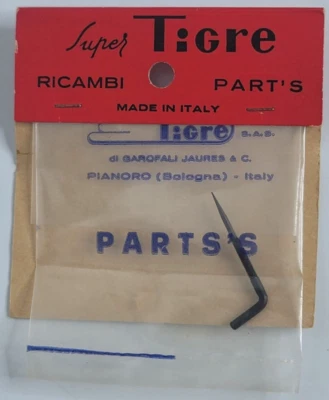 Super TiGre
RICAMBI PART'S
MADE IN ITALY
TiGre S.A.S.
di GAROFALI JAURES & C.
PIANORO (Bologna) - Italy
PARTS'S